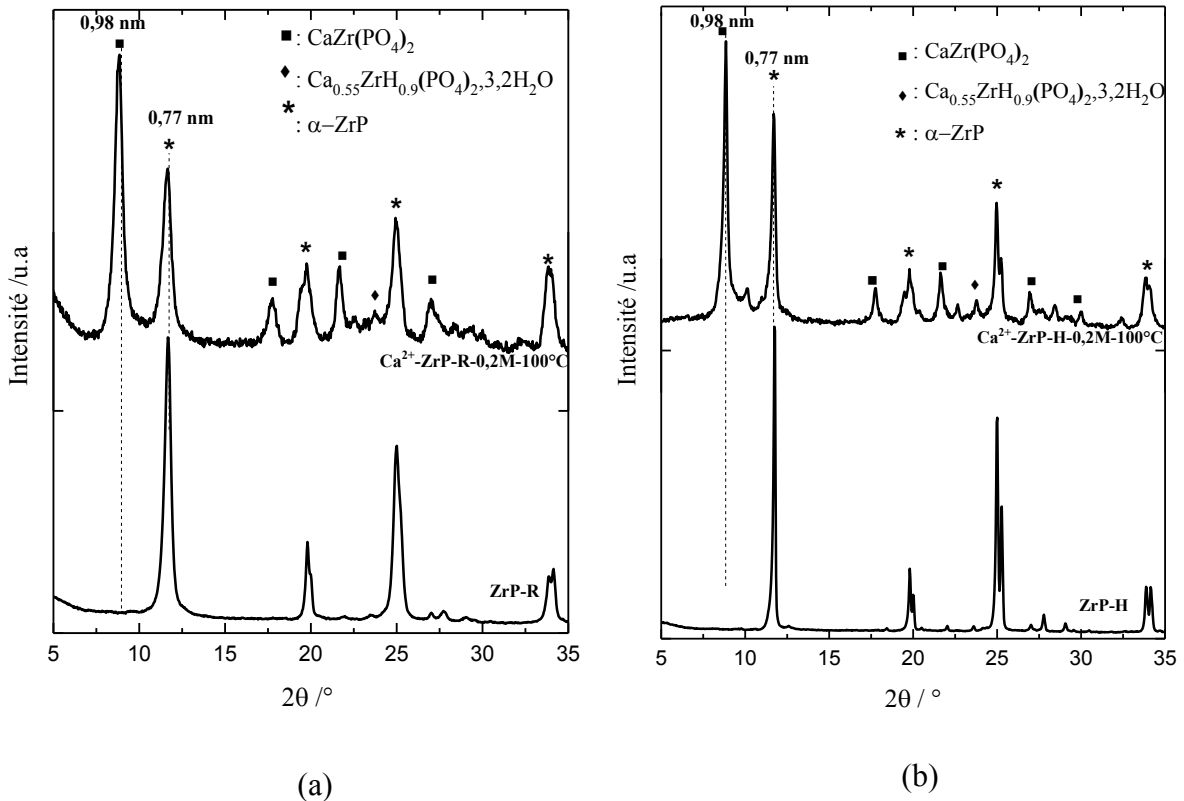 0,98 nm
■ : CaZr(PO₄)₂
♦ : Ca₀.₅₅ZrH₀.₉(PO₄)₂,3,2H₂O
* : α−ZrP
0,77 nm
Intensité /u.a
Ca²⁺-ZrP-R-0,2M-100°C
ZrP-R
5 10 15 20 25 30 35
2θ /°
(a)
0,98 nm
0,77 nm
■ : CaZr(PO₄)₂
♦ : Ca₀.₅₅ZrH₀.₉(PO₄)₂,3,2H₂O
* : α−ZrP
Intensité /u.a
Ca²⁺-ZrP-H-0,2M-100°C
ZrP-H
5 10 15 20 25 30 35
2θ /°
(b)